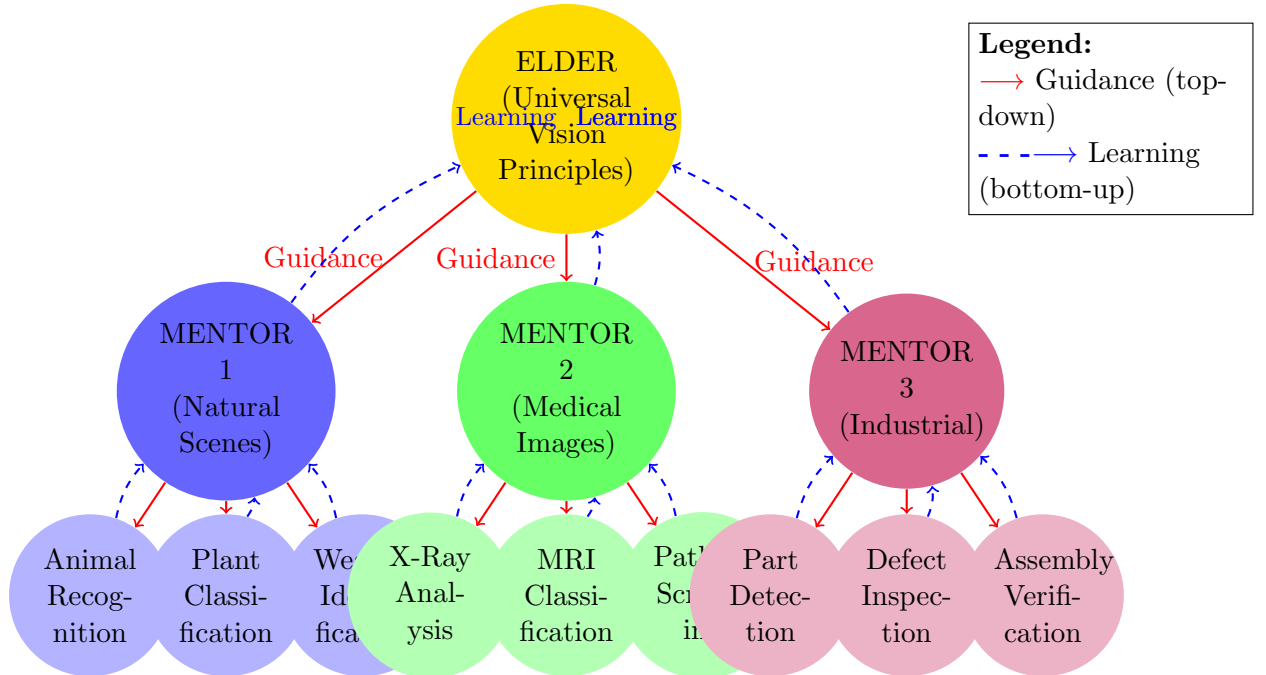 ELDER
(Universal
Learning Learning
Vision
Principles)
Legend:
Guidance (top-
down)
Learning
(bottom-up)
Guidance
Guidance
Guidance
MENTOR
1
(Natural
Scenes)
MENTOR
2
(Medical
Images)
MENTOR
3
(Industrial)
Animal
Recog-
nition
Plant
Classi-
fication
X-Ray
Anal-
ysis
MRI
Classi-
fication
Part
Detec-
tion
Defect
Inspec-
tion
Assembly
Verifi-
cation